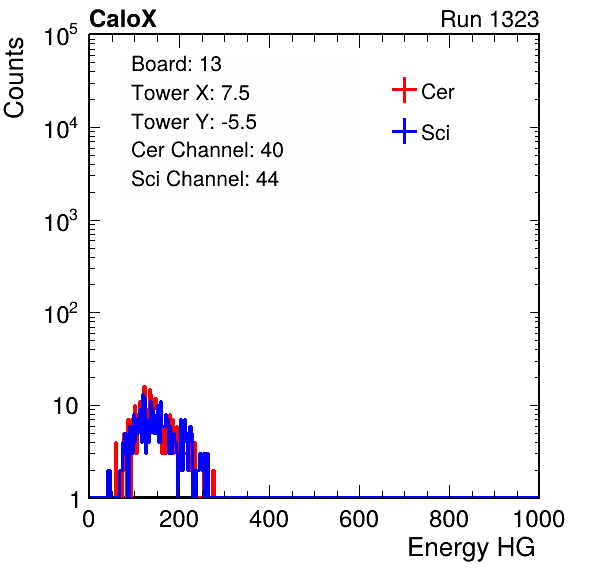 CaloX Run 1323
Counts
Board: 13
Tower X: 7.5
Tower Y: -5.5
Cer Channel: 40
Sci Channel: 44
Cer
Sci
10^5
10^4
10^3
10^2
10
1
0 200 400 600 800 1000
Energy HG